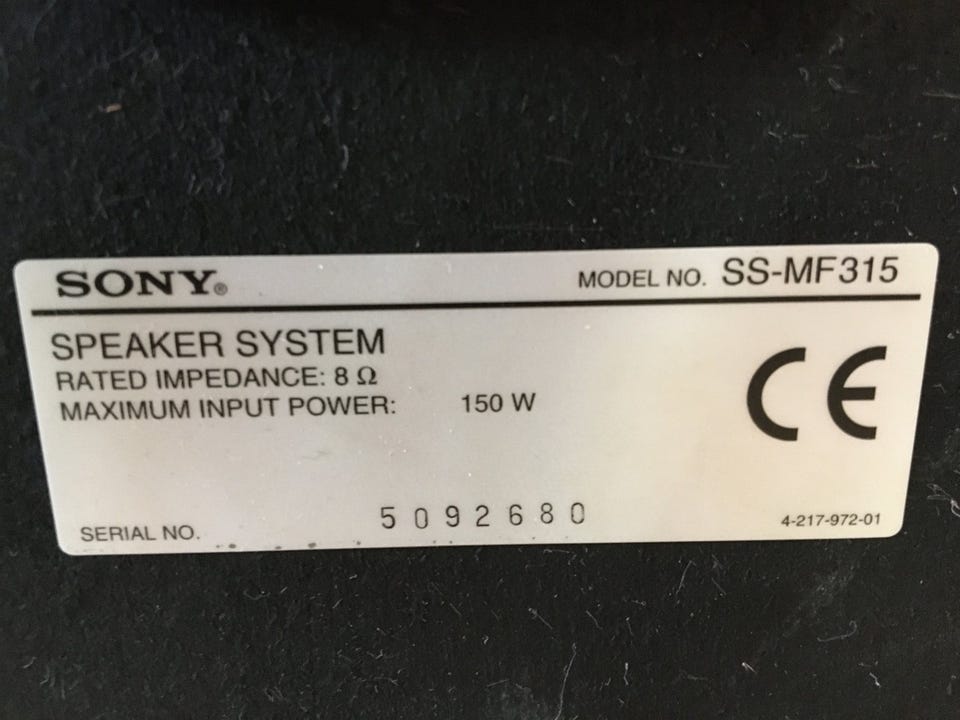 SONY®
MODEL NO. SS-MF315
SPEAKER SYSTEM
RATED IMPEDANCE: 8 Ω
MAXIMUM INPUT POWER: 150 W
CE
SERIAL NO. 5092680
4-217-972-01